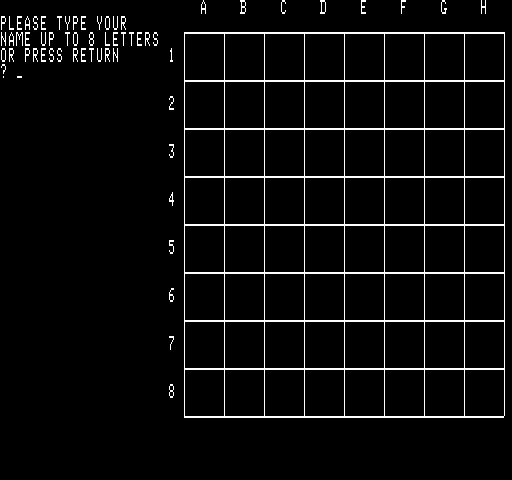 A B C D E F G H
PLEASE TYPE YOUR
NAME UP TO 8 LETTERS
OR PRESS RETURN
? _
1
2
3
4
5
6
7
8